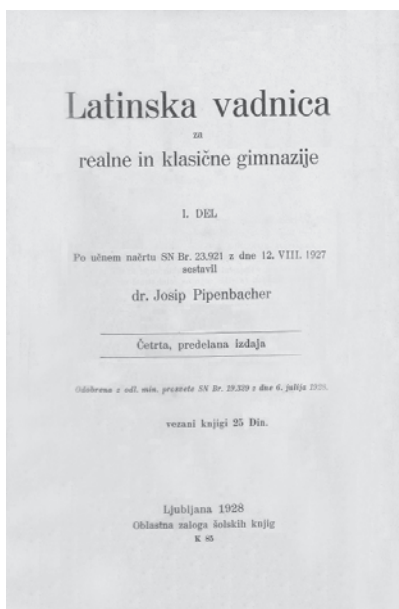 Latinska vadnica
za
realne in klasične gimnazije
I. DEL
Po učnem načrtu SN Br. 23.921 z dne 12. VIII. 1927
sestavil
dr. Josip Pipenbacher
Četrta, predelana izdaja
Odobrena z odl. min. prosvete SN Br. 19.320 z dne 6. julija 1928.
vezani knjigi 25 Din.
Ljubljana 1928
Oblastna zaloga šolskih knjig
K 85